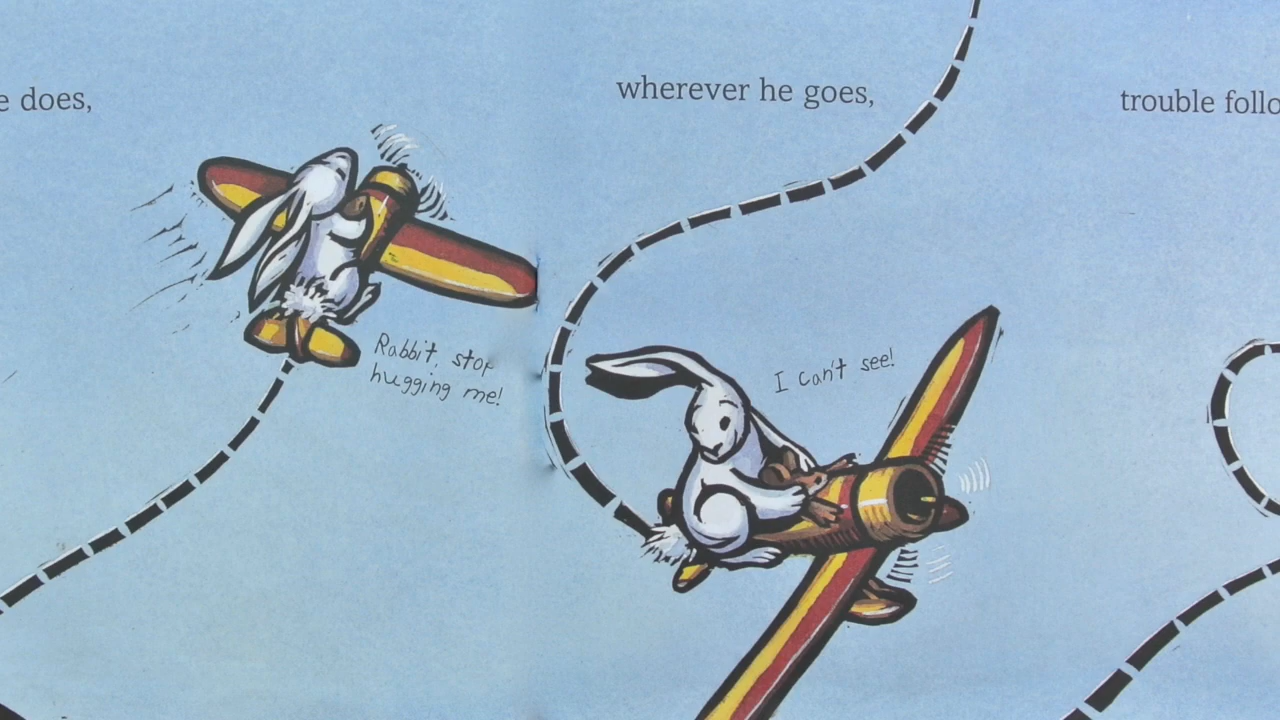 e does,
Rabbit, stop
hugging me!
wherever he goes,
I can't see!
trouble follo